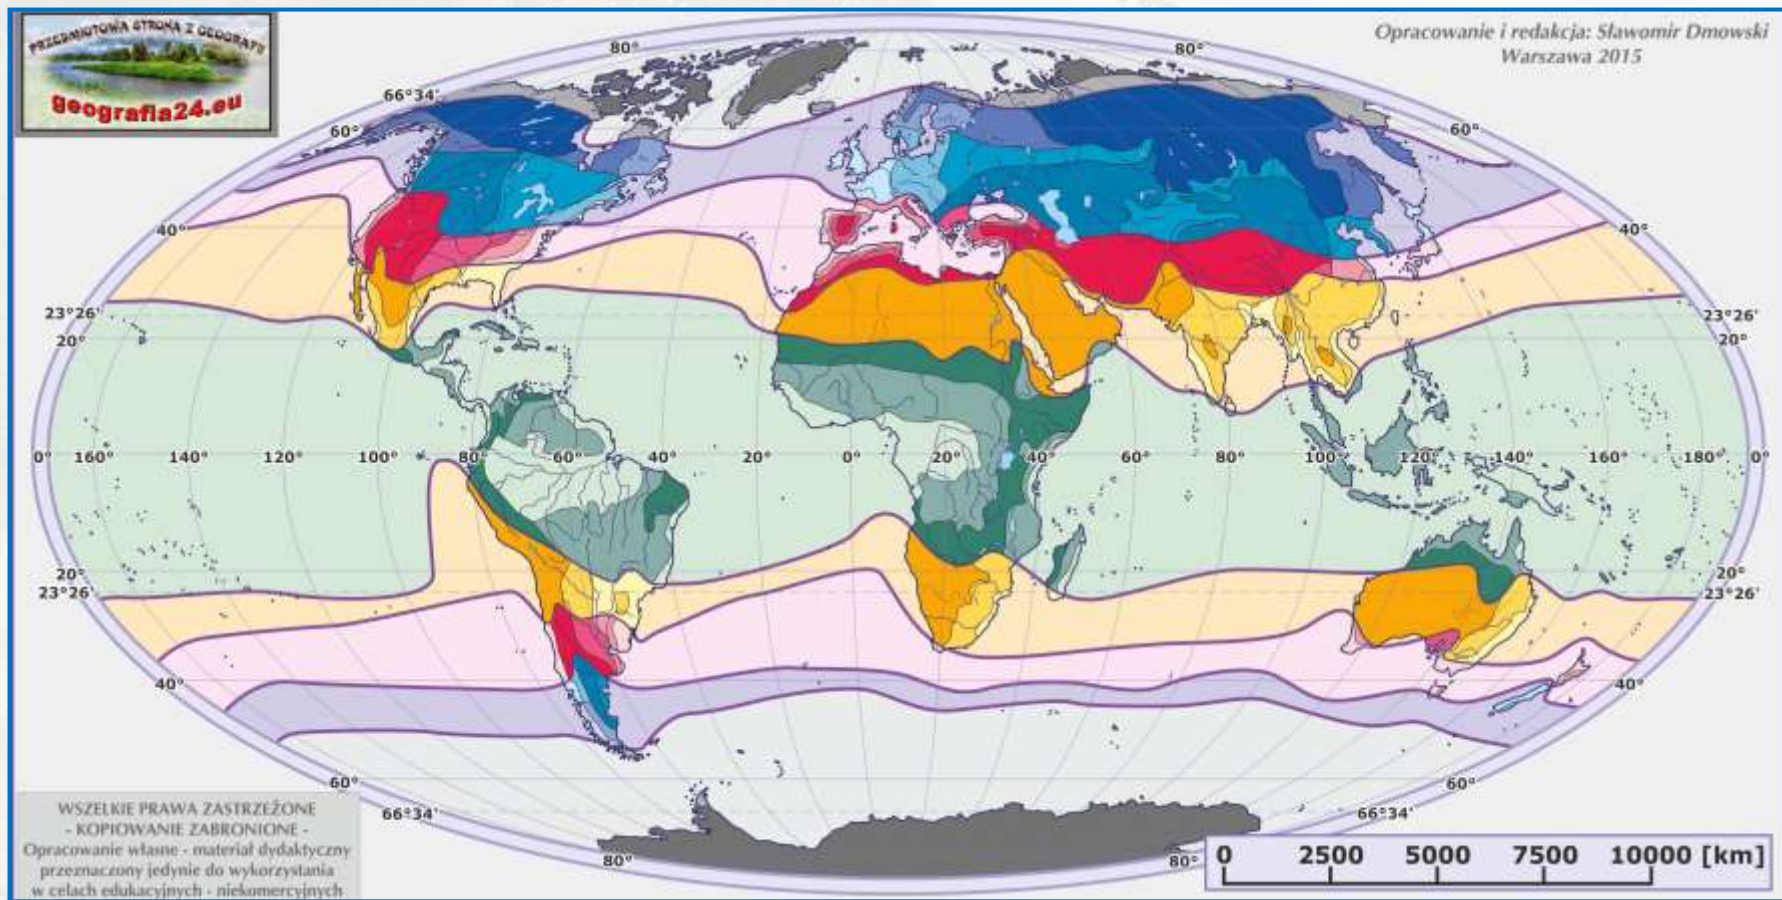 PRZEDMIOTOWA STRONA Z GEOGRAFII
geografia24.eu
Opracowanie i redakcja: Sławomir Dmowski
Warszawa 2015
80° 80°
66°34'
60° 60°
40° 40°
23°26' 23°26'
20° 20°
0° 160° 140° 120° 100° 80° 60° 40° 20° 0° 20° 40° 60° 80° 100° 120° 140° 160° 180° 0°
20° 20°
23°26' 23°26'
40° 40°
60° 60°
66°34' 66°34'
80° 80°
WSZELKIE PRAWA ZASTRZEŻONE
- KOPIOWANIE ZABRONIONE -
Opracowanie własne - materiał dydaktyczny
przeznaczony jedynie do wykorzystania
w celach edukacyjnych - niekomercyjnych
0 2500 5000 7500 10000 [km]